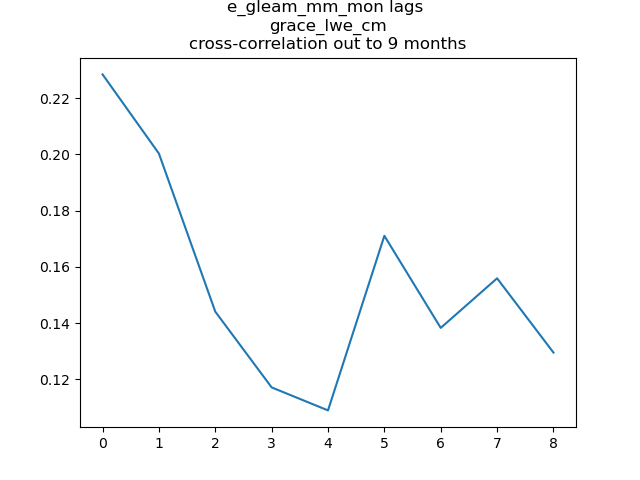 e_gleam_mm_mon lags
grace_lwe_cm
cross-correlation out to 9 months
0.22
0.20
0.18
0.16
0.14
0.12
0 1 2 3 4 5 6 7 8